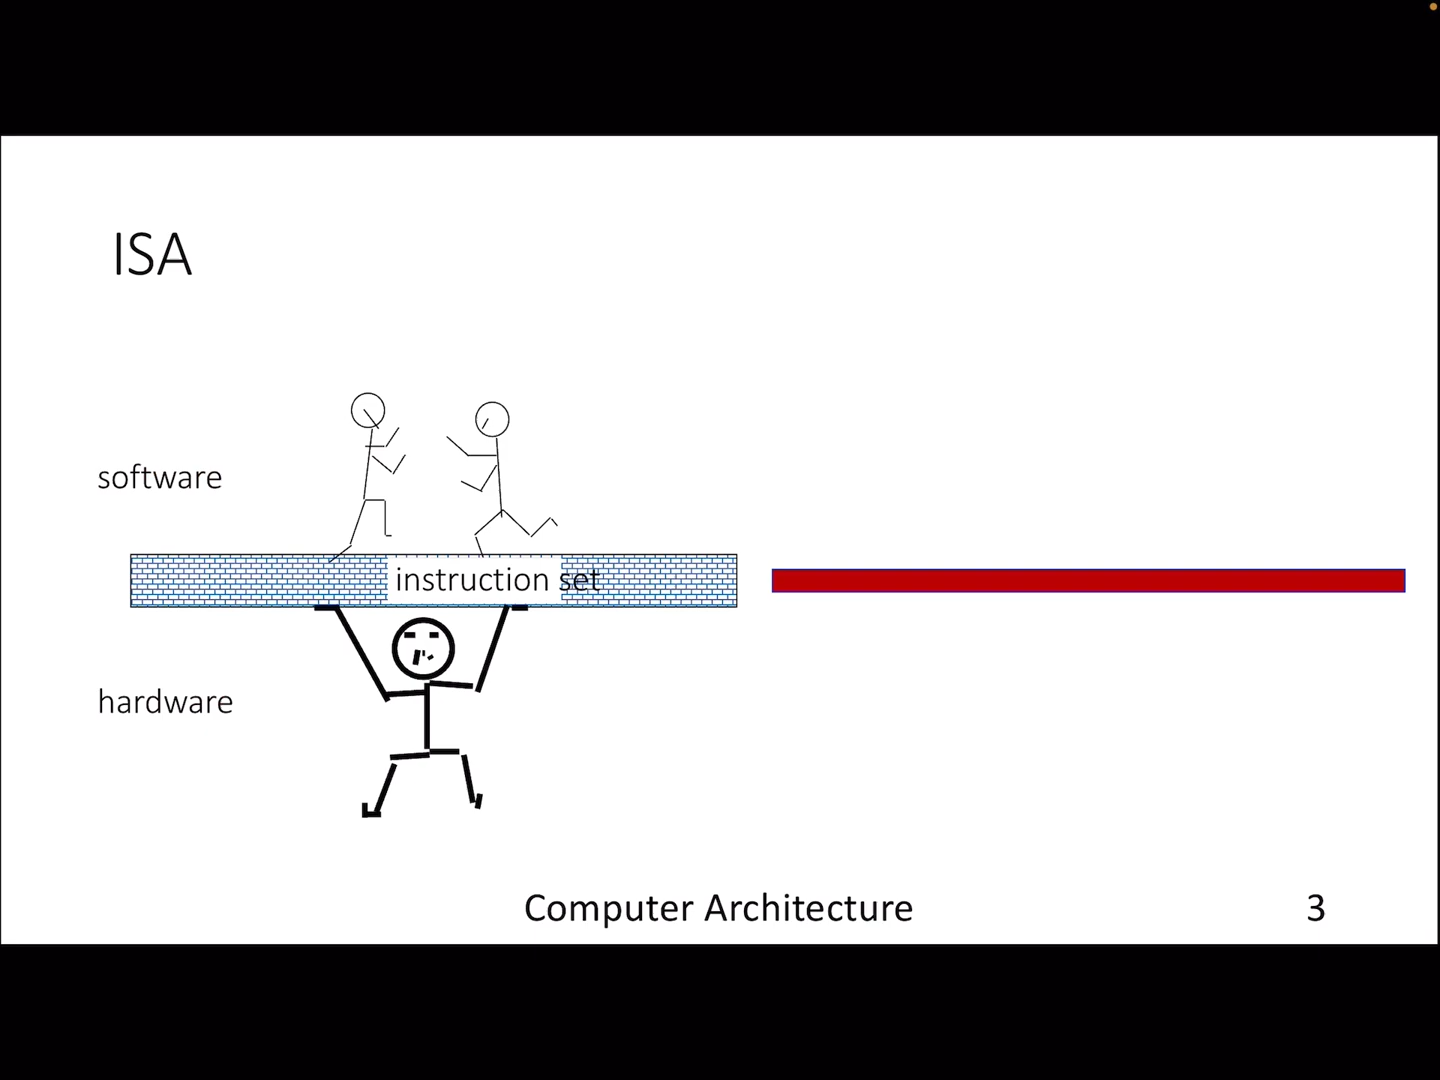 ISA
software
instruction set
hardware
Computer Architecture
3